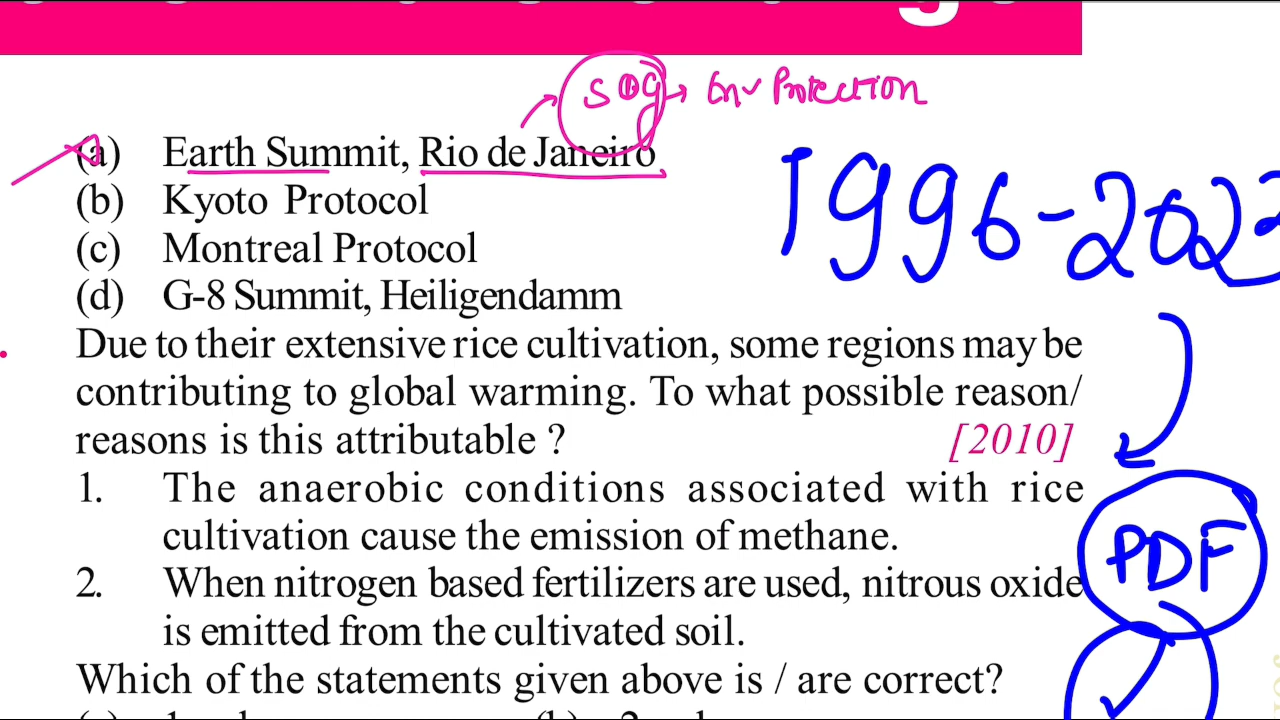 SDG → Env Protection
(a) Earth Summit, Rio de Janeiro
1996-2023
(b) Kyoto Protocol
(c) Montreal Protocol
(d) G-8 Summit, Heiligendamm
Due to their extensive rice cultivation, some regions may be
contributing to global warming. To what possible reason/
reasons is this attributable ? [2010]
1. The anaerobic conditions associated with rice
cultivation cause the emission of methane.
PDF
2. When nitrogen based fertilizers are used, nitrous oxide
is emitted from the cultivated soil.
Which of the statements given above is / are correct?